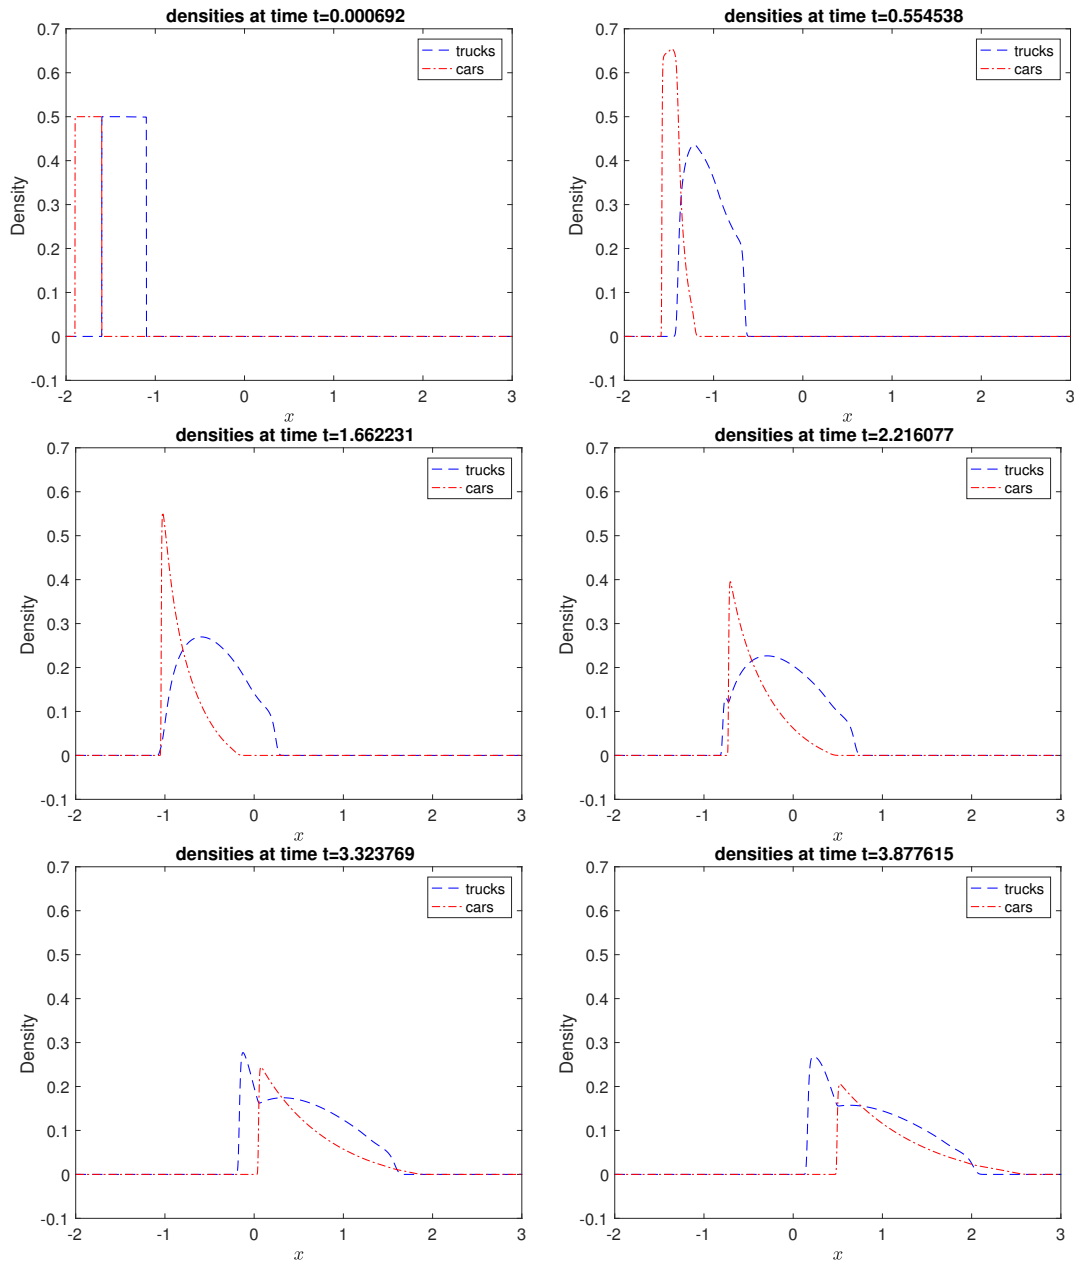 densities at time t=0.000692
0.7
0.6
0.5
0.4
0.3
0.2
0.1
0
-0.1
Density
trucks
cars
-2 -1 0 1 2 3
x
densities at time t=0.554538
0.7
0.6
0.5
0.4
0.3
0.2
0.1
0
-0.1
Density
trucks
cars
-2 -1 0 1 2 3
x
densities at time t=1.662231
0.7
0.6
0.5
0.4
0.3
0.2
0.1
0
-0.1
Density
trucks
cars
-2 -1 0 1 2 3
x
densities at time t=2.216077
0.7
0.6
0.5
0.4
0.3
0.2
0.1
0
-0.1
Density
trucks
cars
-2 -1 0 1 2 3
x
densities at time t=3.323769
0.7
0.6
0.5
0.4
0.3
0.2
0.1
0
-0.1
Density
trucks
cars
-2 -1 0 1 2 3
x
densities at time t=3.877615
0.7
0.6
0.5
0.4
0.3
0.2
0.1
0
-0.1
Density
trucks
cars
-2 -1 0 1 2 3
x